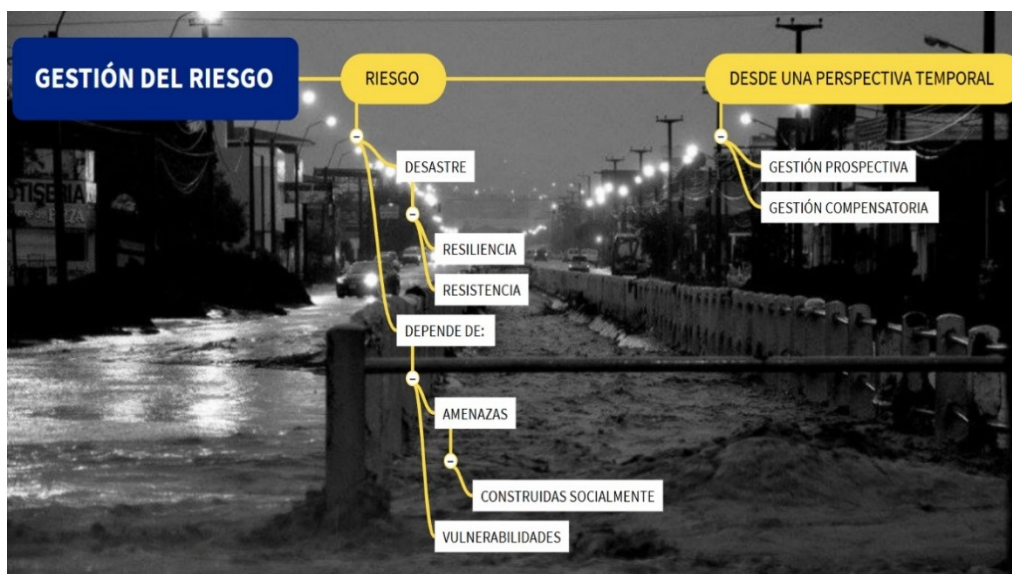 GESTIÓN DEL RIESGO
RIESGO
DESDE UNA PERSPECTIVA TEMPORAL
DESASTRE
RESILIENCIA
RESISTENCIA
DEPENDE DE:
AMENAZAS
CONSTRUIDAS SOCIALMENTE
VULNERABILIDADES
GESTIÓN PROSPECTIVA
GESTIÓN COMPENSATORIA
OTISERIA